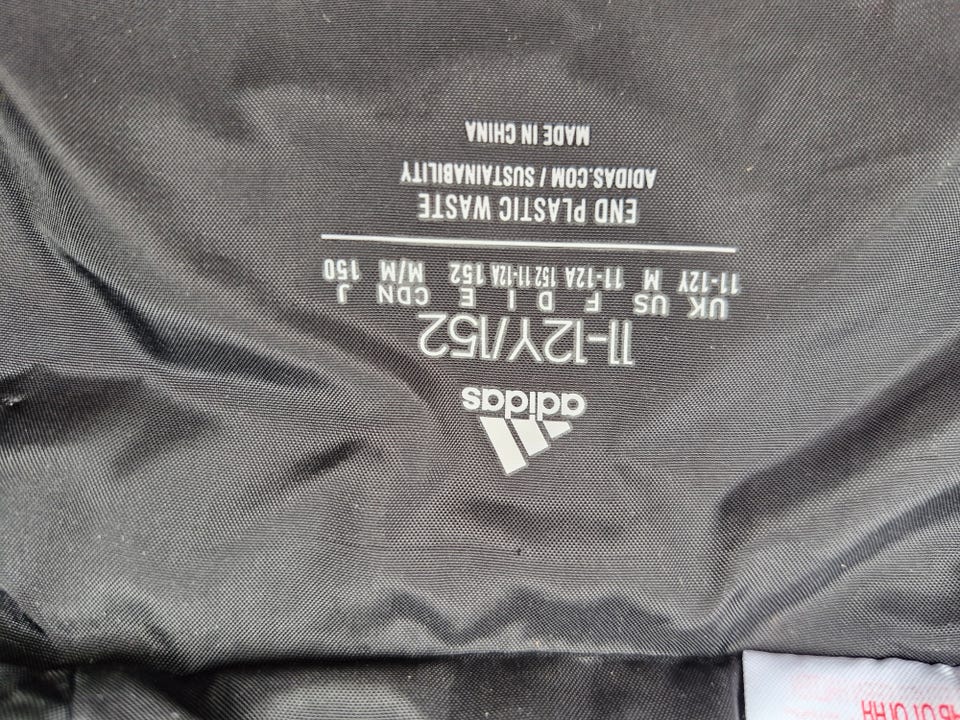 adidas
11-12Y/152
UK US F D I E CDN J
11-12Y M 11-12A 152 11-12A 152 M/M 150
END PLASTIC WASTE
ADIDAS.COM / SUSTAINABILITY
MADE IN CHINA